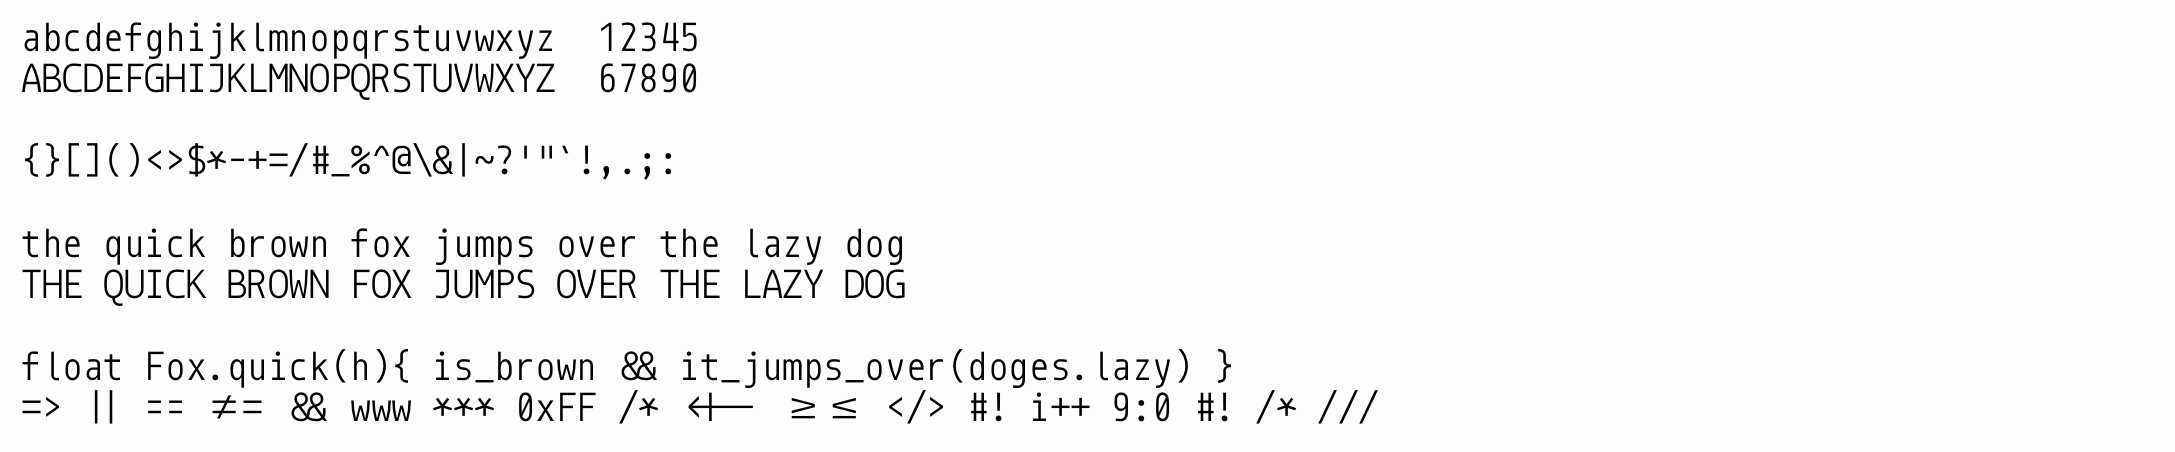 abcdefghijklmnopqrstuvwxyz  12345
ABCDEFGHIJKLMNOPQRSTUVWXYZ  67890
{}[]()<>$*-+=/#_%^@\&|~?'"`!,.;:
the quick brown fox jumps over the lazy dog
THE QUICK BROWN FOX JUMPS OVER THE LAZY DOG
float Fox.quick(h){ is_brown && it_jumps_over(doges.lazy) }
=> || == ≠= && www *** 0xFF /* <!-- ≥ ≤ </> #! i++ 9:0 #! /* ///